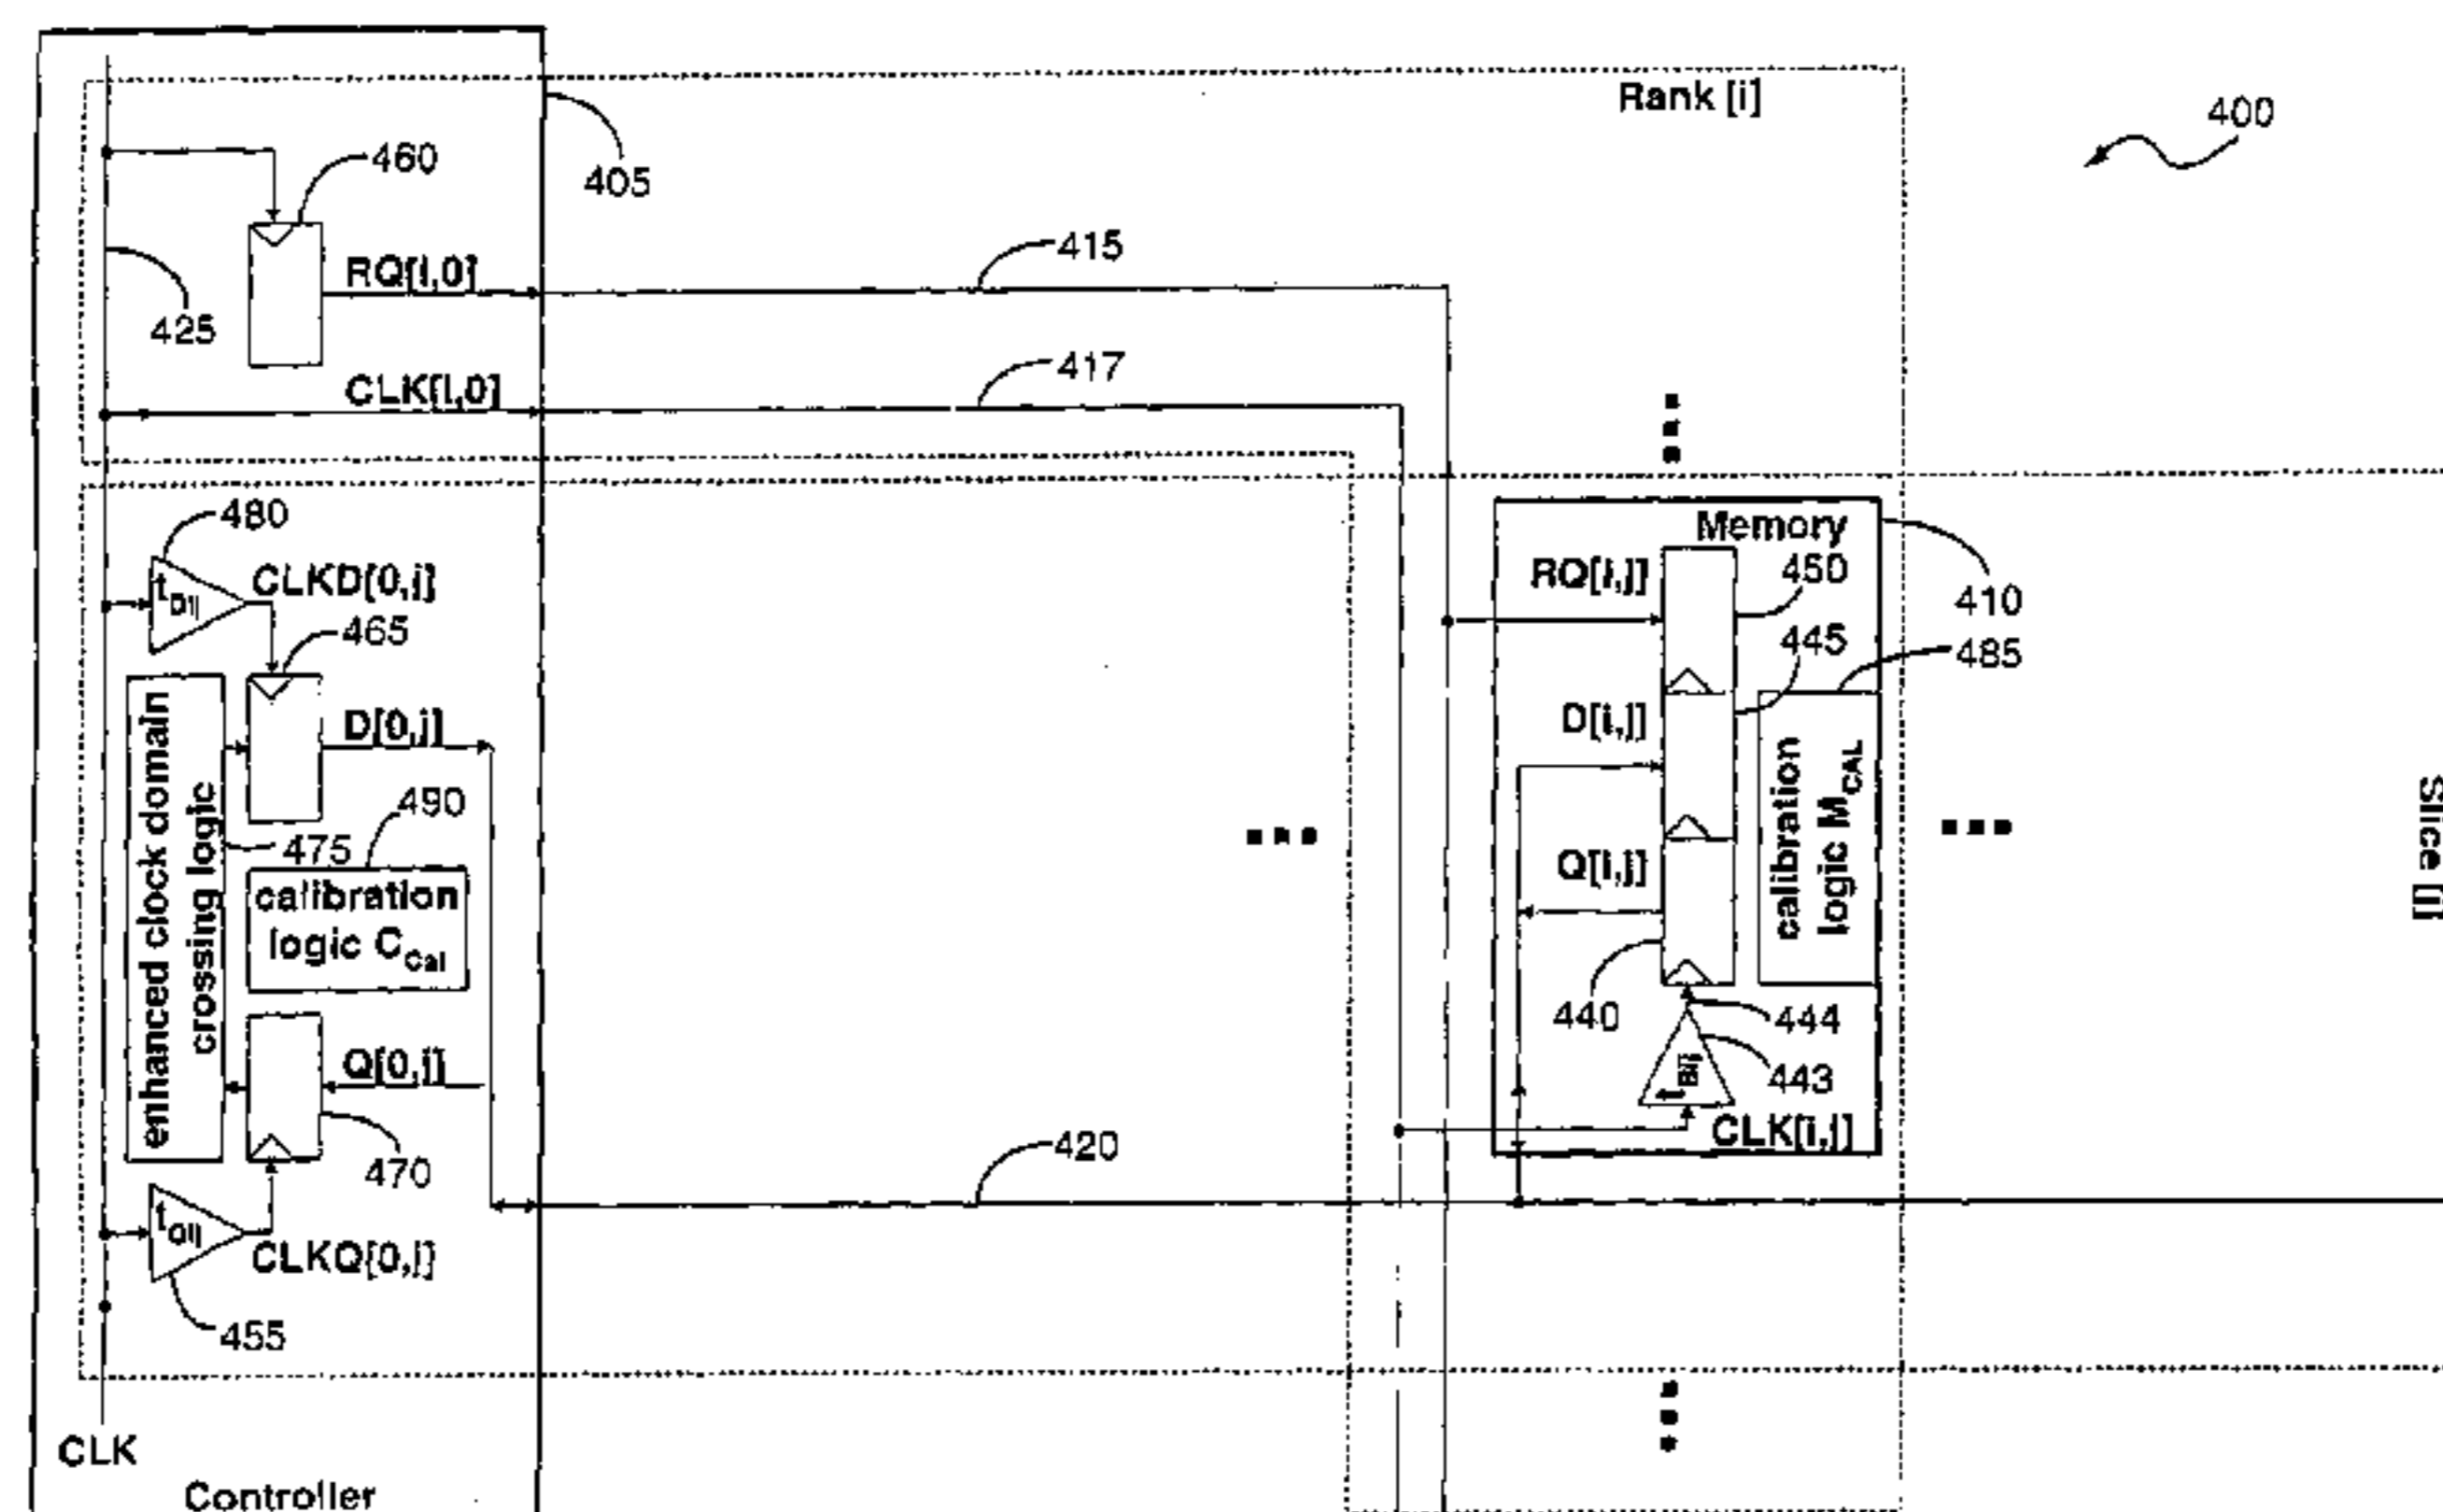 Rank [i]
400
460
405
415
RQ[i,0]
425
417
CLK[i,0]
480
Memory
CLKD[0,j]
RQ[i,j]
450
410
t
465
445
485
D[0,j]
D[i,j]
enhanced clock domain
crossing logic
490
calibration
logic M_CAL
475
Slice [j]
calibration
logic C_Cal
Q[i,j]
440
444
Q[0,j]
t_Bij
443
470
420
CLK[i,j]
t
CLKQ[0,j]
455
CLK
Controller